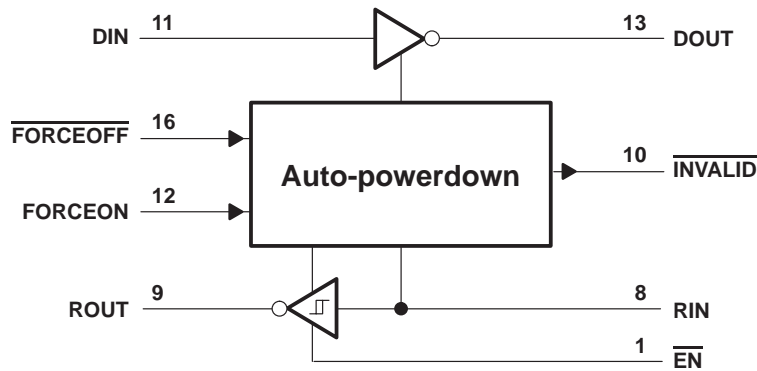 DIN 11 13 DOUT
FORCEOFF 16
Auto-powerdown
10 INVALID
FORCEON 12
ROUT 9 8 RIN
1 EN